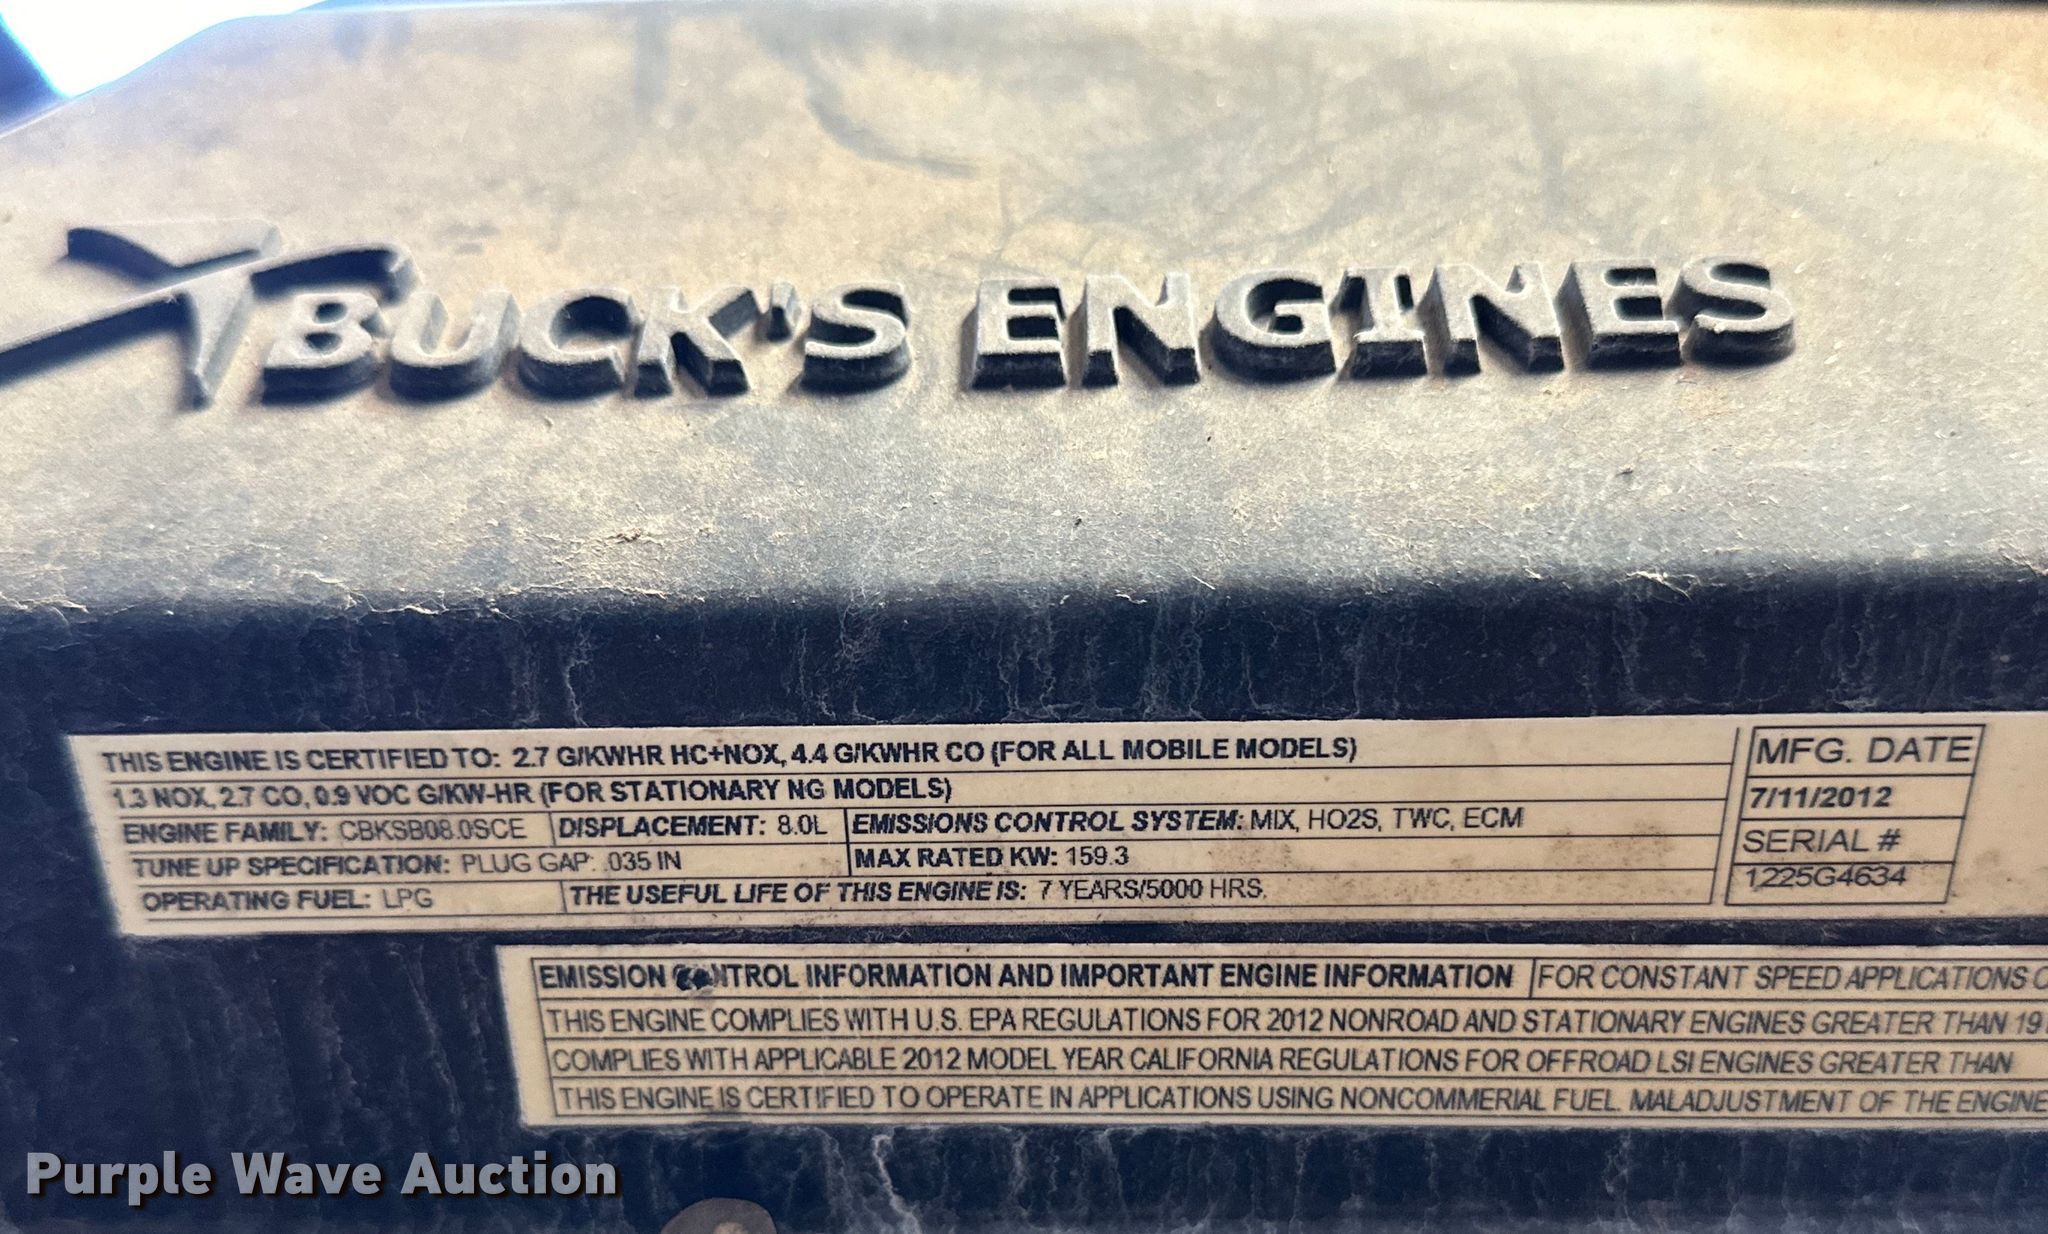 BUCK'S ENGINES
THIS ENGINE IS CERTIFIED TO: 2.7 G/KWHR HC+NOX, 4.4 G/KWHR CO (FOR ALL MOBILE MODELS)
1.3 NOX, 2.7 CO, 0.9 VOC G/KW-HR (FOR STATIONARY NG MODELS)
ENGINE FAMILY: CBKSB08.0SCE DISPLACEMENT: 8.0L EMISSIONS CONTROL SYSTEM: MIX, HO2S, TWC, ECM
TUNE UP SPECIFICATION: PLUG GAP: .035 IN MAX RATED KW: 159.3
OPERATING FUEL: LPG THE USEFUL LIFE OF THIS ENGINE IS: 7 YEARS/5000 HRS.
MFG. DATE
7/11/2012
SERIAL #
1225G4634
EMISSION CONTROL INFORMATION AND IMPORTANT ENGINE INFORMATION FOR CONSTANT SPEED APPLICATIONS
THIS ENGINE COMPLIES WITH U.S. EPA REGULATIONS FOR 2012 NONROAD AND STATIONARY ENGINES GREATER THAN 19
COMPLIES WITH APPLICABLE 2012 MODEL YEAR CALIFORNIA REGULATIONS FOR OFFROAD LSI ENGINES GREATER THAN
THIS ENGINE IS CERTIFIED TO OPERATE IN APPLICATIONS USING NONCOMMERIAL FUEL. MALADJUSTMENT OF THE ENGINE
Purple Wave Auction